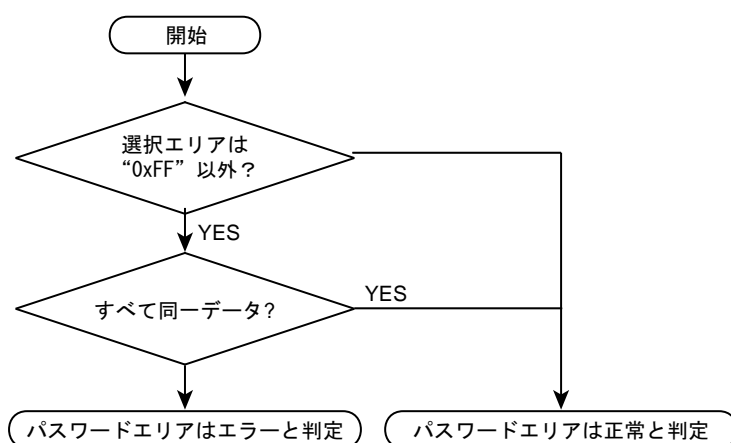 開始
選択エリアは
“0xFF”以外？
YES
すべて同一データ?
YES
パスワードエリアはエラーと判定
パスワードエリアは正常と判定